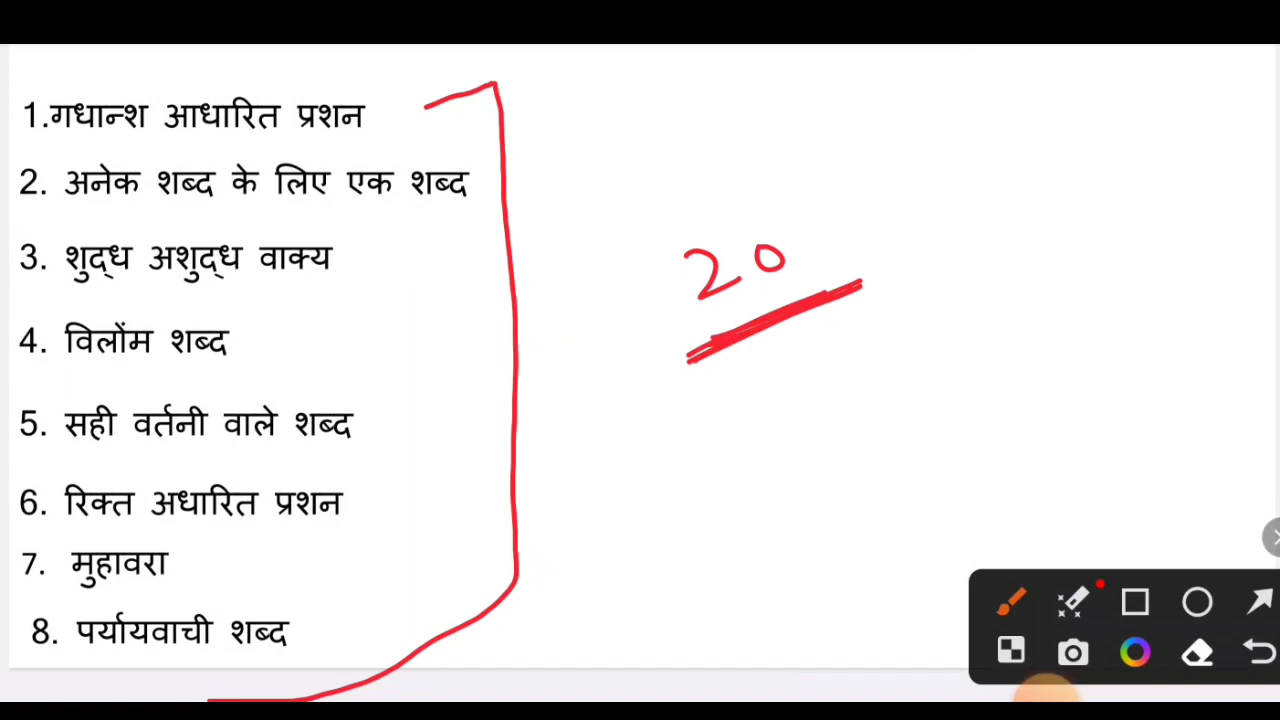 1.गधान्श आधारित प्रशन
2. अनेक शब्द के लिए एक शब्द
3. शुद्ध अशुद्ध वाक्य
4. विलोंम शब्द
5. सही वर्तनी वाले शब्द
6. रिक्त अधारित प्रशन
7. मुहावरा
8. पर्यायवाची शब्द
20